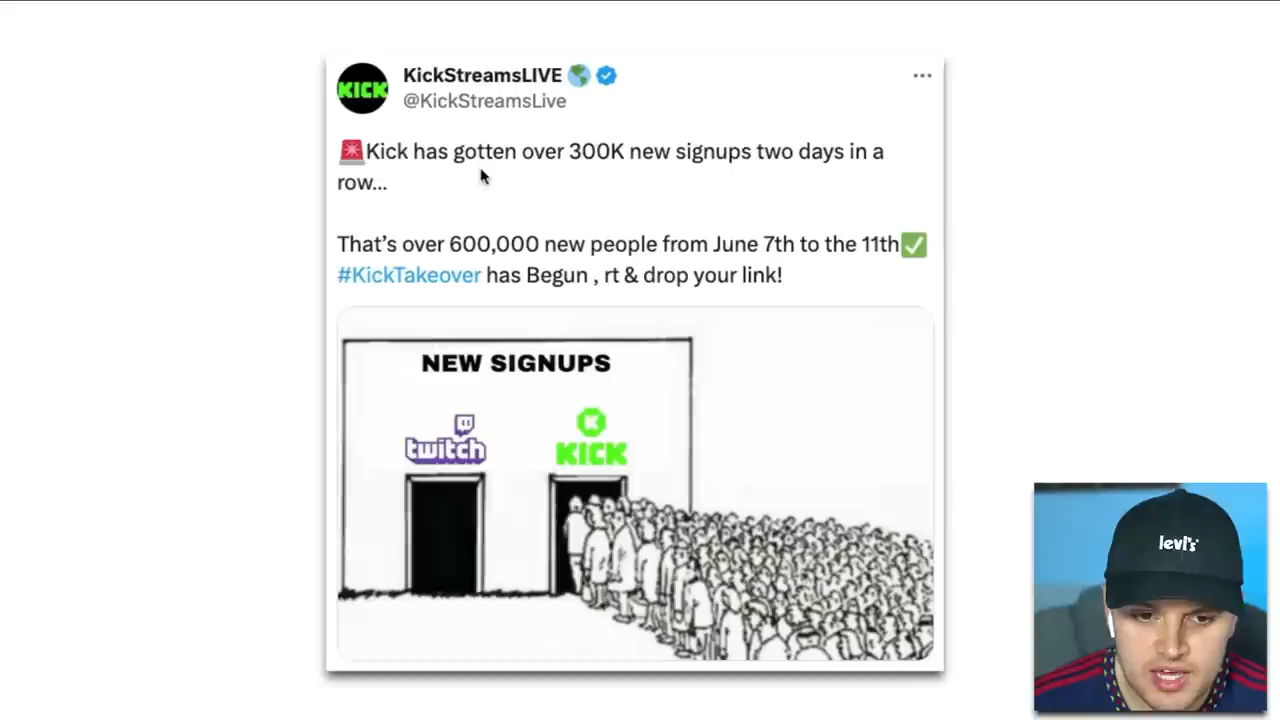 KICK
KickStreamsLIVE
@KickStreamsLive
Kick has gotten over 300K new signups two days in a
row...
That’s over 600,000 new people from June 7th to the 11th
#KickTakeover has Begun , rt & drop your link!
NEW SIGNUPS
twitch
KICK
levi's